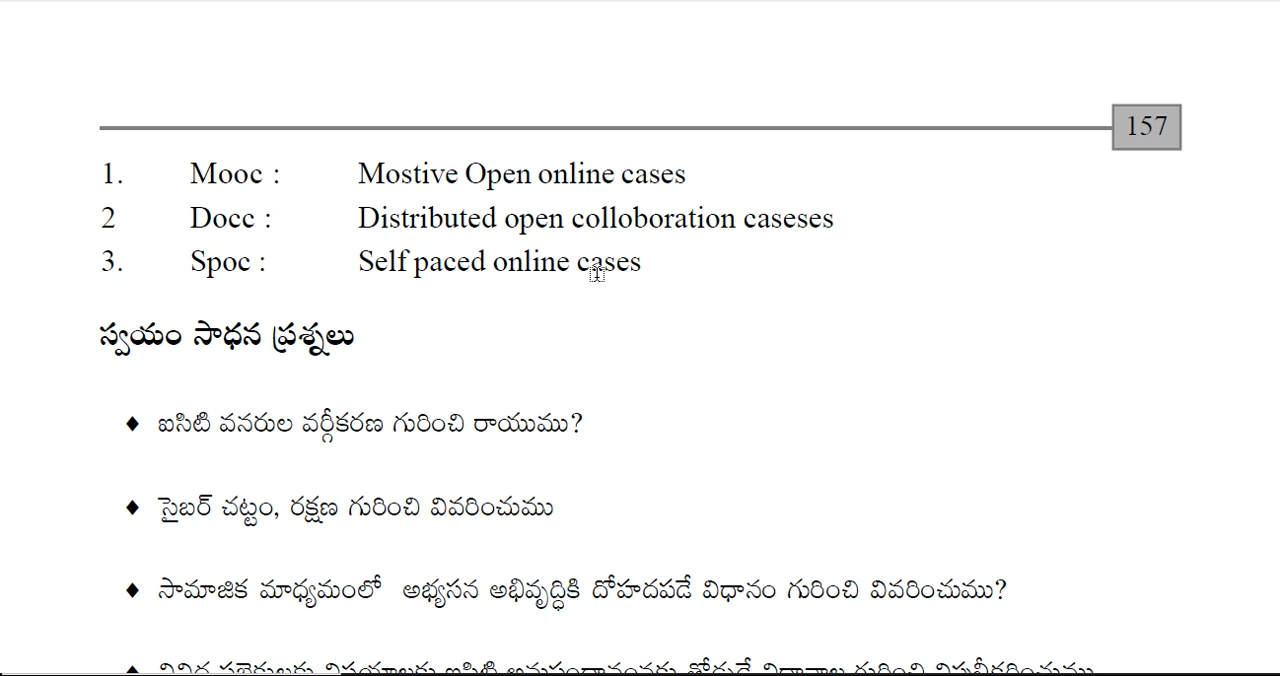 157
1. Mooc : Mostive Open online cases
2 Docc : Distributed open colloboration caseses
3. Spoc : Self paced online cases
స్వయం సాధన ప్రశ్నలు
♦ ఐసిటి వనరుల వర్గీకరణ గురించి రాయుము?
♦ సైబర్ చట్టం, రక్షణ గురించి వివరించుము
♦ సామాజిక మాధ్యమంలో అభ్యసన అభివృద్ధికి దోహదపడే విధానం గురించి వివరించుము?